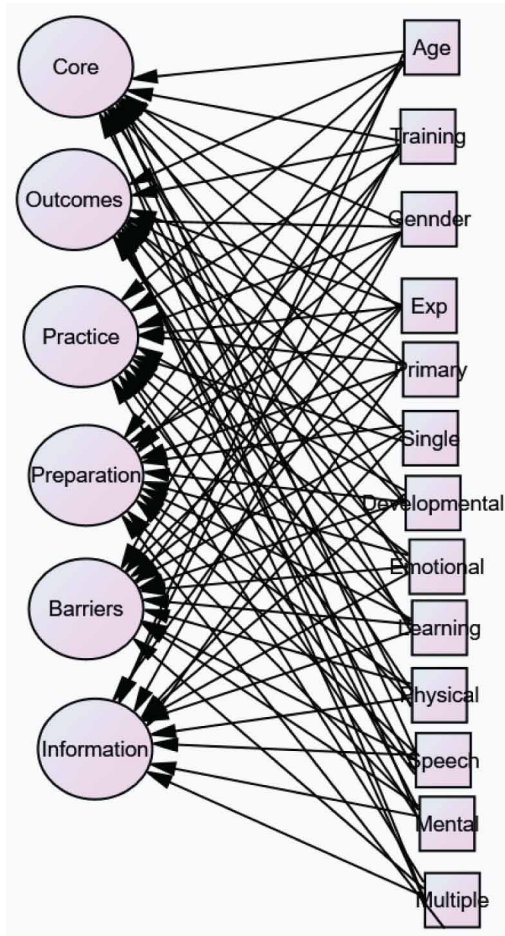 Core
Outcomes
Practice
Preparation
Barriers
Information
Age
Training
Gennder
Exp
Primary
Single
Developmental
Emotional
Learning
Physical
Speech
Mental
Multiple